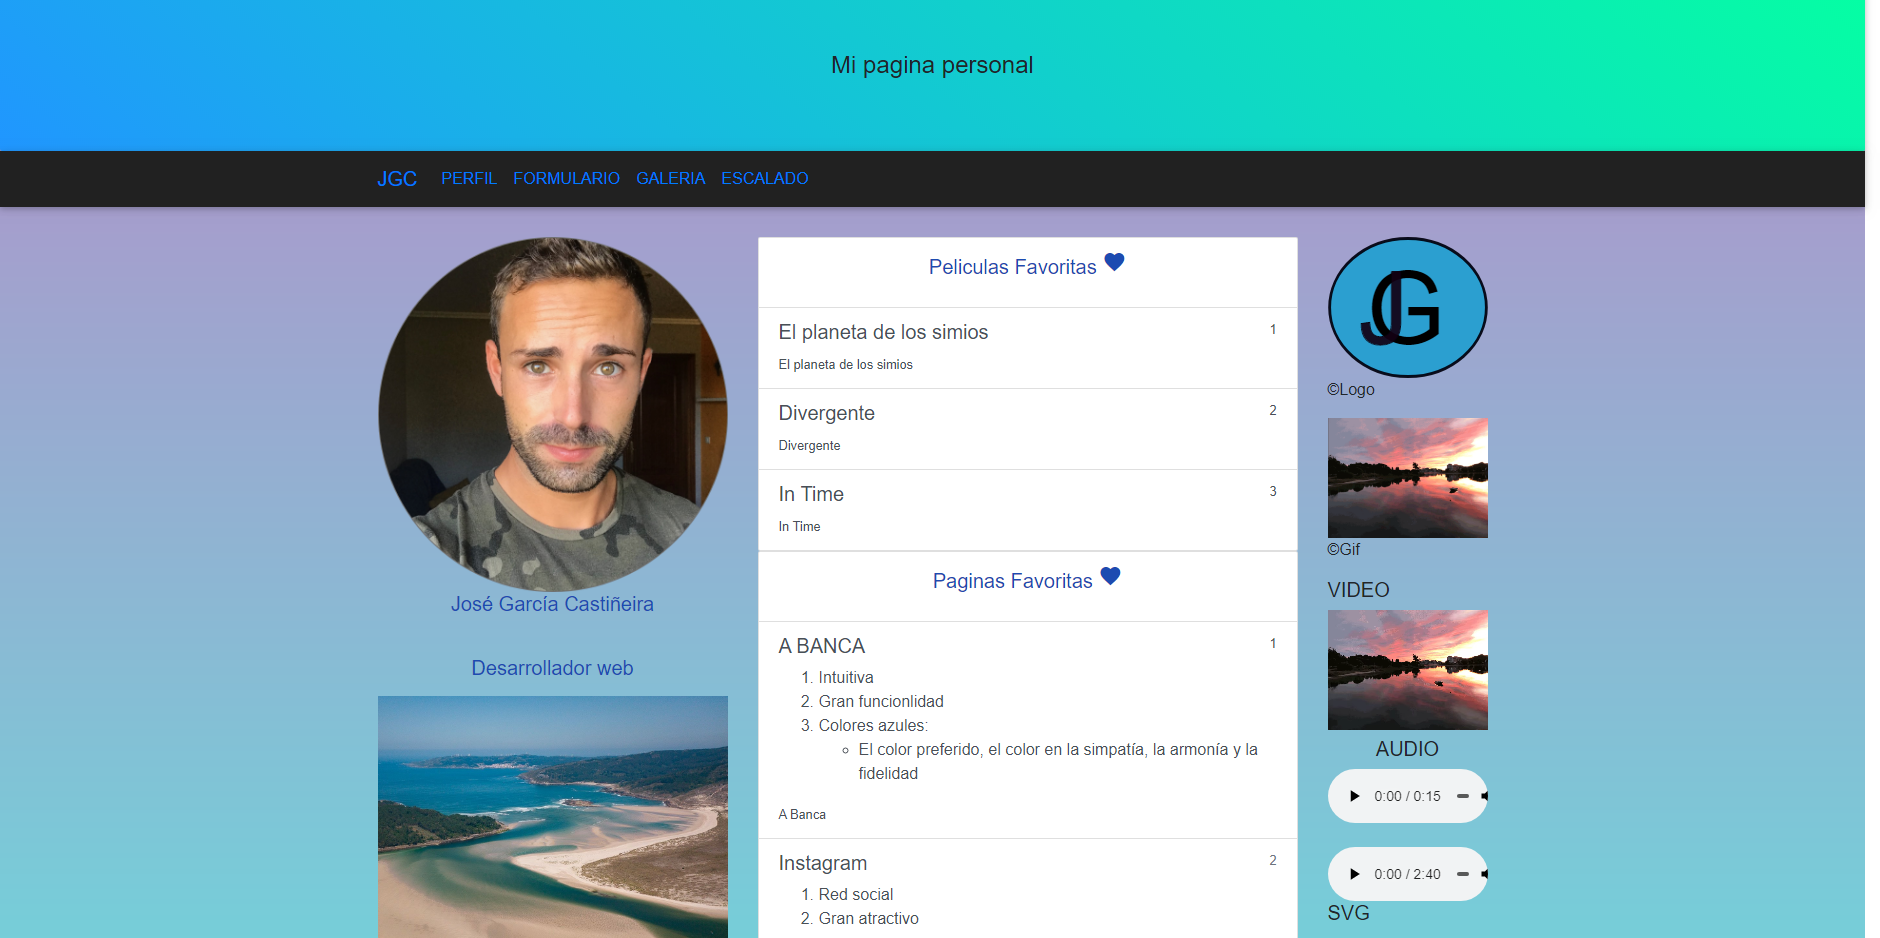 Mi pagina personal
JGC PERFIL FORMULARIO GALERIA ESCALADO
José García Castiñeira
Desarrollador web
Peliculas Favoritas
El planeta de los simios 1
El planeta de los simios
Divergente 2
Divergente
In Time 3
In Time
Paginas Favoritas
A BANCA 1
1. Intuitiva
2. Gran funcionlidad
3. Colores azules:
El color preferido, el color en la simpatía, la armonía y la
fidelidad
A Banca
Instagram 2
1. Red social
2. Gran atractivo
JG
©Logo
©Gif
VIDEO
AUDIO
0:00 / 0:15
0:00 / 2:40
SVG